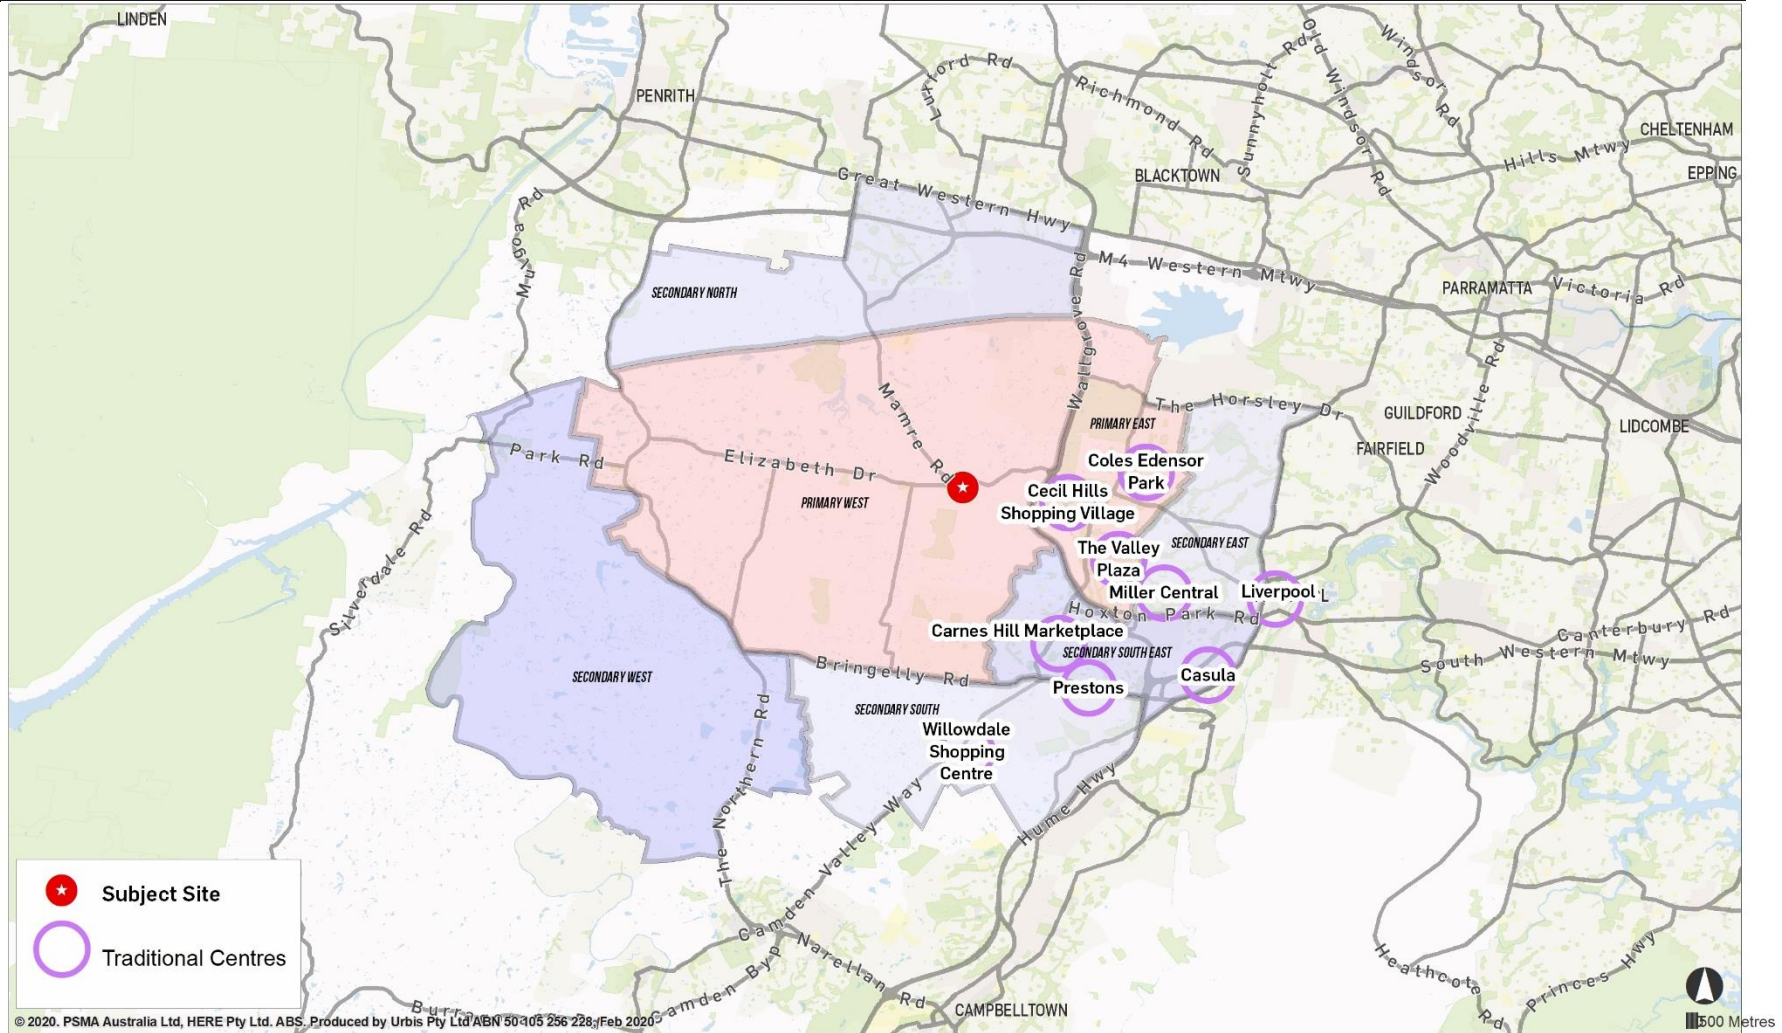 LINDEN
PENRITH
Luxford Rd
Richmond Rd
Sunnyholt Rd
Old Windsor Rd
Windsor Rd
CHELTENHAM
Hills Mtwy
EPPING
BLACKTOWN
Great Western Hwy
Mulgoa Rd
M4 Western Mtwy
PARRAMATTA
Victoria Rd
SECONDARY NORTH
Wallgrove Rd
Mamre Rd
The Horsley Dr
GUILDFORD
Woodville Rd
LIDCOMBE
FAIRFIELD
PRIMARY EAST
Park Rd
Elizabeth Dr
Coles Edensor
Park
Cecil Hills
Shopping Village
PRIMARY WEST
Silverdale Rd
SECONDARY EAST
The Valley
Plaza
Miller Central
Liverpool
L
Hoxton Park Rd
Canterbury Rd
South Western Mtwy
Carnes Hill Marketplace
SECONDARY SOUTH EAST
Bringelly Rd
Casula
Prestons
SECONDARY WEST
SECONDARY SOUTH
Willowdale
Shopping
Centre
The Northern Rd
Camden Valley Way
Hume Hwy
Subject Site
Traditional Centres
Camden Byp
Narellan Rd
CAMPBELLTOWN
Heathcote Rd
Princes Hwy
© 2020. PSMA Australia Ltd, HERE Pty Ltd. ABS. Produced by Urbis Pty Ltd ABN 50 105 256 228, Feb 2020
500 Metres